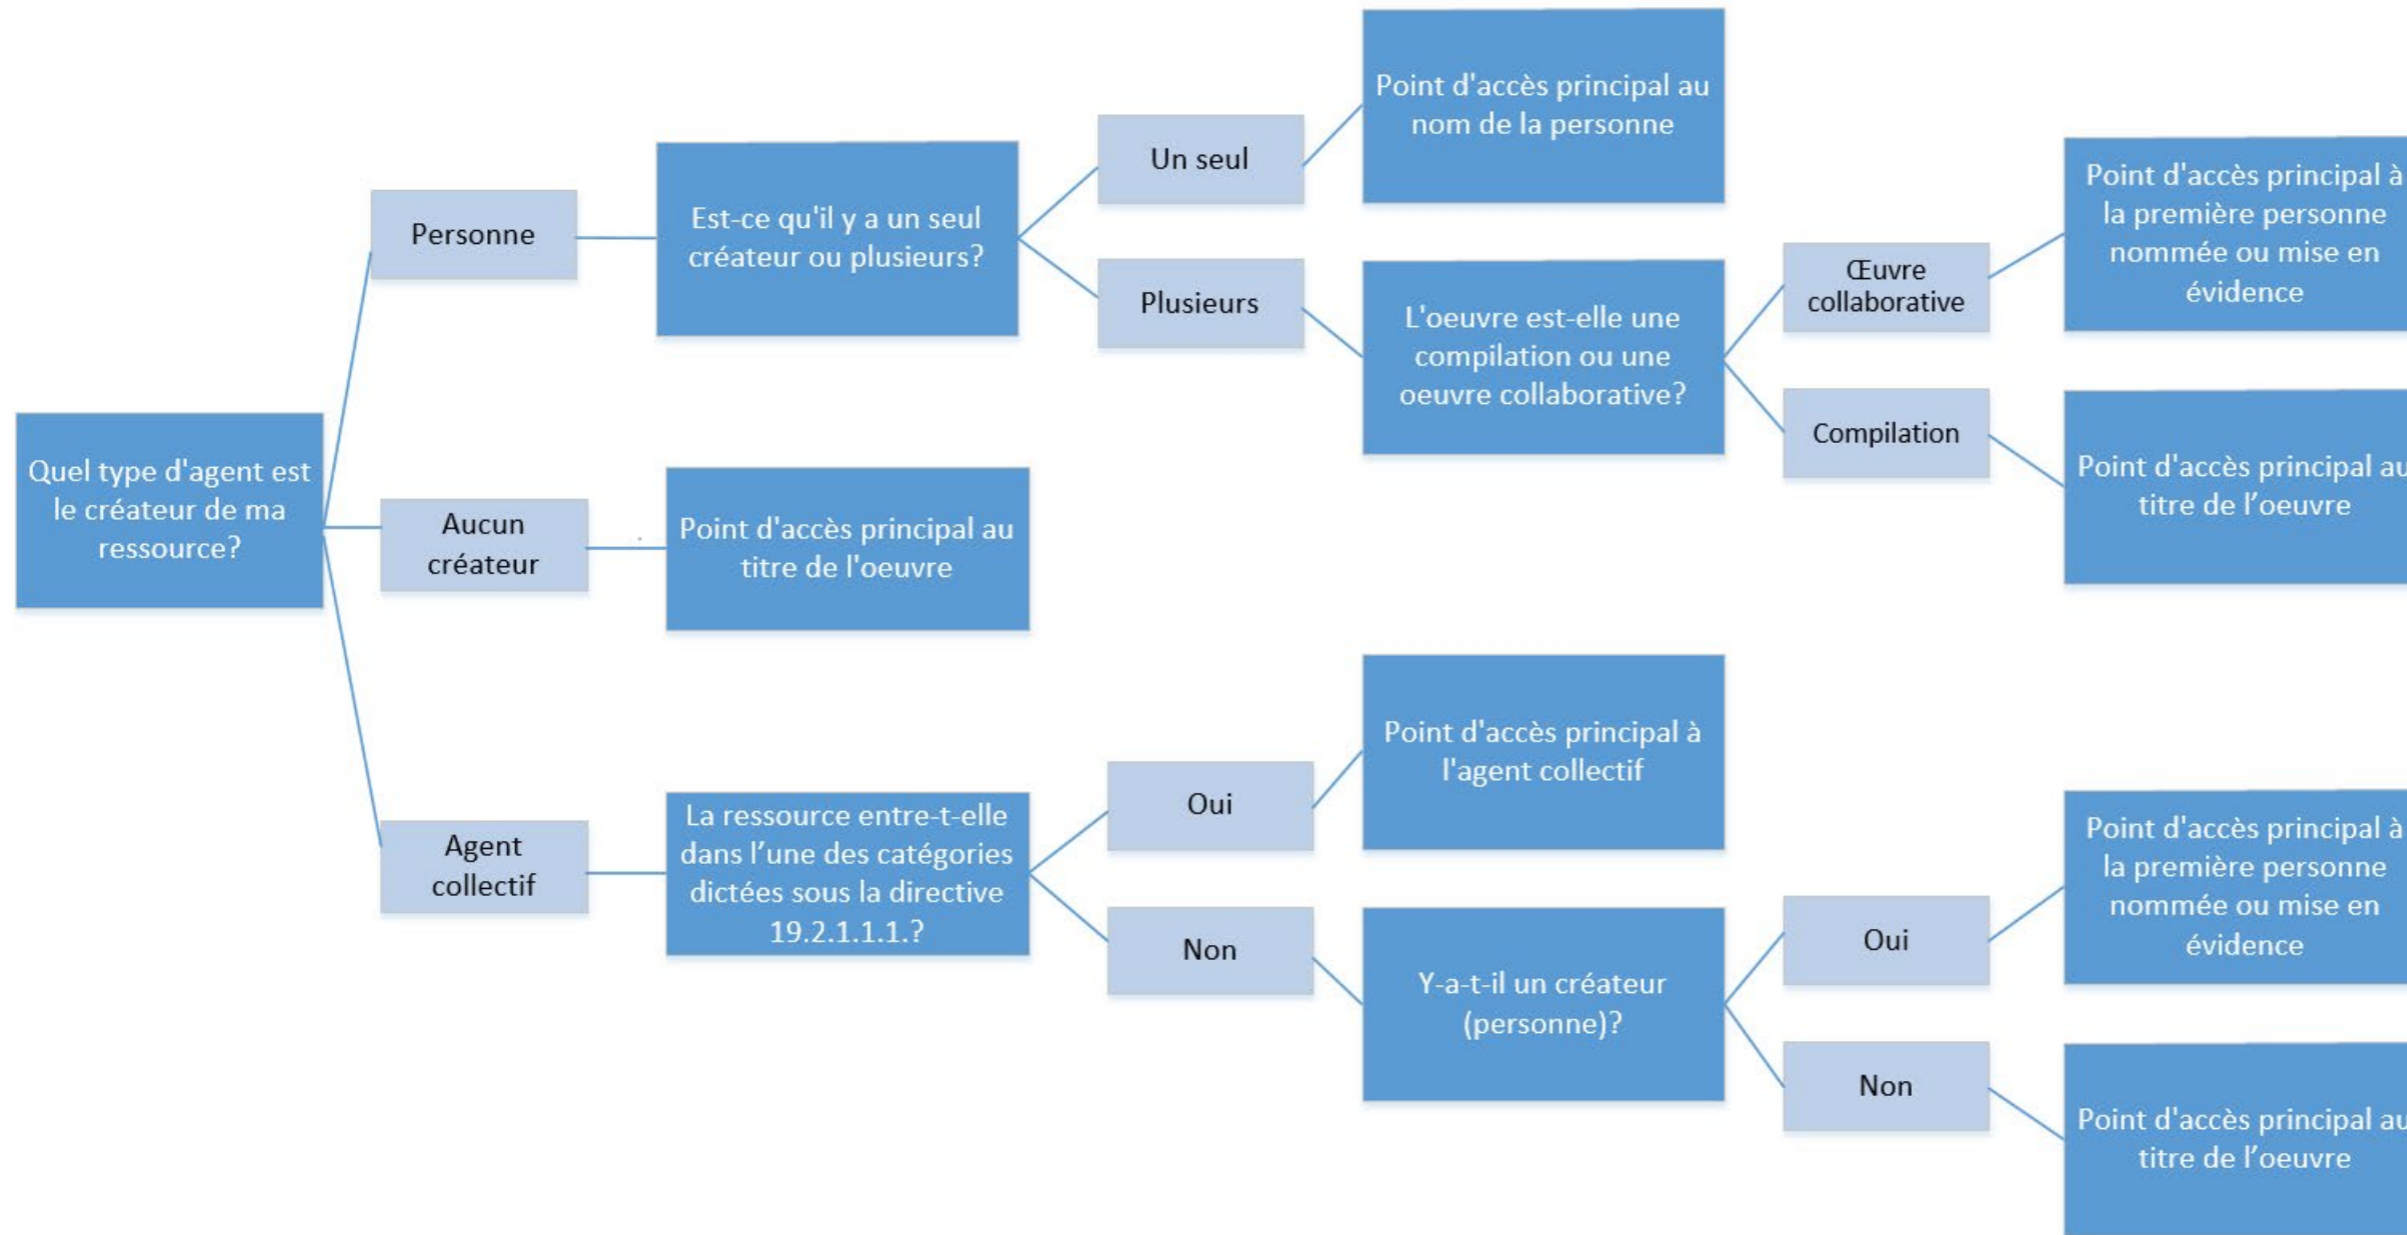 Quel type d'agent est
le créateur de ma
ressource?
Personne
Est-ce qu'il y a un seul
créateur ou plusieurs?
Un seul
Point d'accès principal au
nom de la personne
Plusieurs
L'oeuvre est-elle une
compilation ou une
oeuvre collaborative?
Œuvre
collaborative
Point d'accès principal à
la première personne
nommée ou mise en
évidence
Compilation
Point d'accès principal au
titre de l’oeuvre
Aucun
créateur
Point d'accès principal au
titre de l'oeuvre
Agent
collectif
La ressource entre-t-elle
dans l’une des catégories
dictées sous la directive
19.2.1.1.1.?
Oui
Point d'accès principal à
l'agent collectif
Non
Y-a-t-il un créateur
(personne)?
Oui
Point d'accès principal à
la première personne
nommée ou mise en
évidence
Non
Point d'accès principal au
titre de l’oeuvre